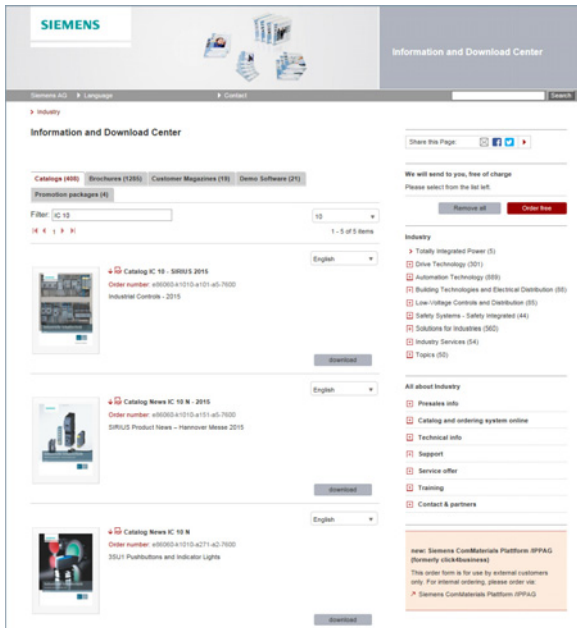 SIEMENS
Information and Download Center
Siemens AG
Language
Contact
Search
Industry
Information and Download Center
Share this Page:
Catalogs (400) Brochures (1205) Customer Magazines (19) Demo Software (21)
Promotion packages (4)
Filter: IC 10
10
1
1 - 5 of 5 items
English
Catalog IC 10 - SIRIUS 2015
Order number: e86060-k1010-a101-a5-7600
Industrial Controls - 2015
download
English
Catalog News IC 10 N - 2015
Order number: e86060-k1010-a151-a5-7600
SIRIUS Product News – Hannover Messe 2015
download
English
Catalog News IC 10 N
Order number: e86060-k1010-a271-a2-7600
3SU1 Pushbuttons and Indicator Lights
download
We will send to you, free of charge
Please select from the list left.
Remove all
Order free
Industry
Totally Integrated Power (5)
Drive Technology (301)
Automation Technology (889)
Building Technologies and Electrical Distribution (88)
Low-Voltage Controls and Distribution (85)
Safety Systems - Safety Integrated (44)
Solutions for Industries (560)
Industry Services (54)
Topics (50)
All about Industry
Presales info
Catalog and ordering system online
Technical info
Support
Service offer
Training
Contact & partners
new: Siemens ComMaterials Plattform /IPPAG
(formerly click4business)
This order form is for use by external customers
only. For internal ordering, please order via:
Siemens ComMaterials Plattform /IPPAG